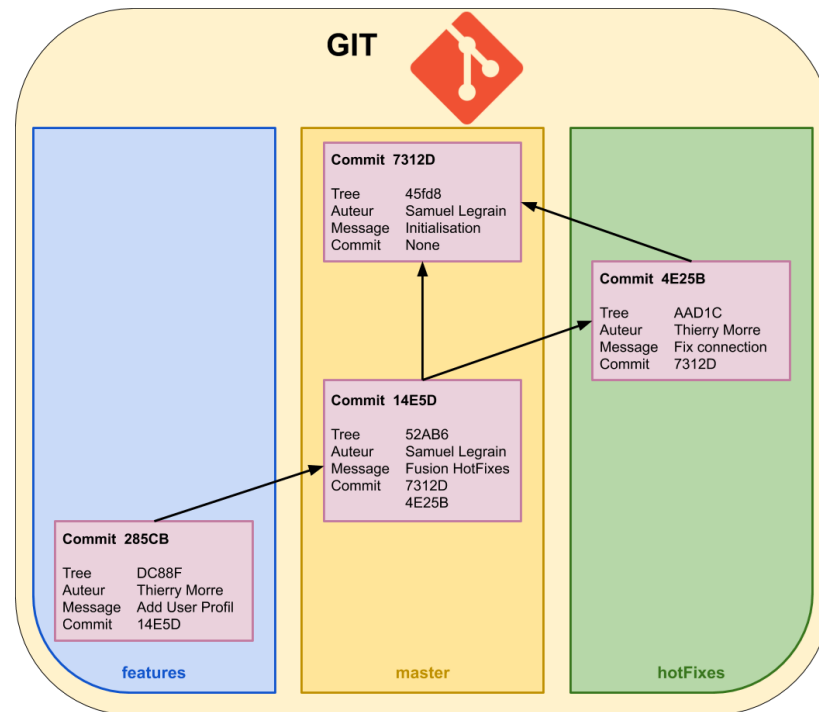 GIT
Commit 7312D
Tree 45fd8
Auteur Samuel Legrain
Message Initialisation
Commit None
Commit 4E25B
Tree AAD1C
Auteur Thierry Morre
Message Fix connection
Commit 7312D
Commit 14E5D
Tree 52AB6
Auteur Samuel Legrain
Message Fusion HotFixes
Commit 7312D
4E25B
Commit 285CB
Tree DC88F
Auteur Thierry Morre
Message Add User Profil
Commit 14E5D
features
master
hotFixes